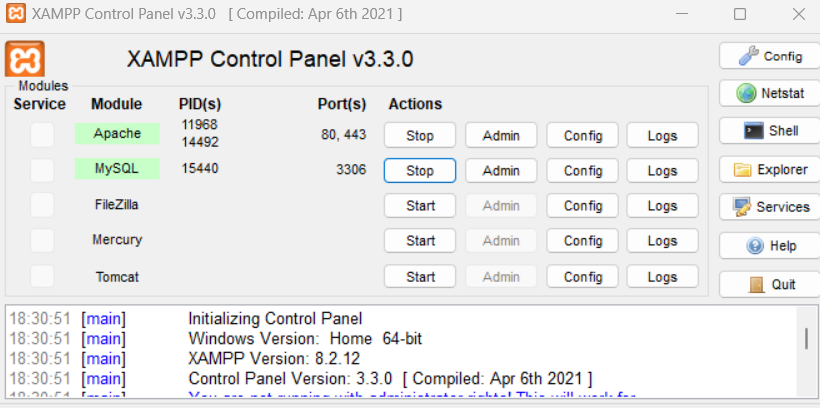 XAMPP Control Panel v3.3.0 [ Compiled: Apr 6th 2021 ]
XAMPP Control Panel v3.3.0
Config
Netstat
Shell
Explorer
Services
Help
Quit
Modules
Service Module PID(s) Port(s) Actions
Apache 11968 14492 80, 443 Stop Admin Config Logs
MySQL 15440 3306 Stop Admin Config Logs
FileZilla Start Admin Config Logs
Mercury Start Admin Config Logs
Tomcat Start Admin Config Logs
18:30:51 [main] Initializing Control Panel
18:30:51 [main] Windows Version: Home 64-bit
18:30:51 [main] XAMPP Version: 8.2.12
18:30:51 [main] Control Panel Version: 3.3.0 [ Compiled: Apr 6th 2021 ]
18:30:51 [main] You are not running with administrator rights! This will work for